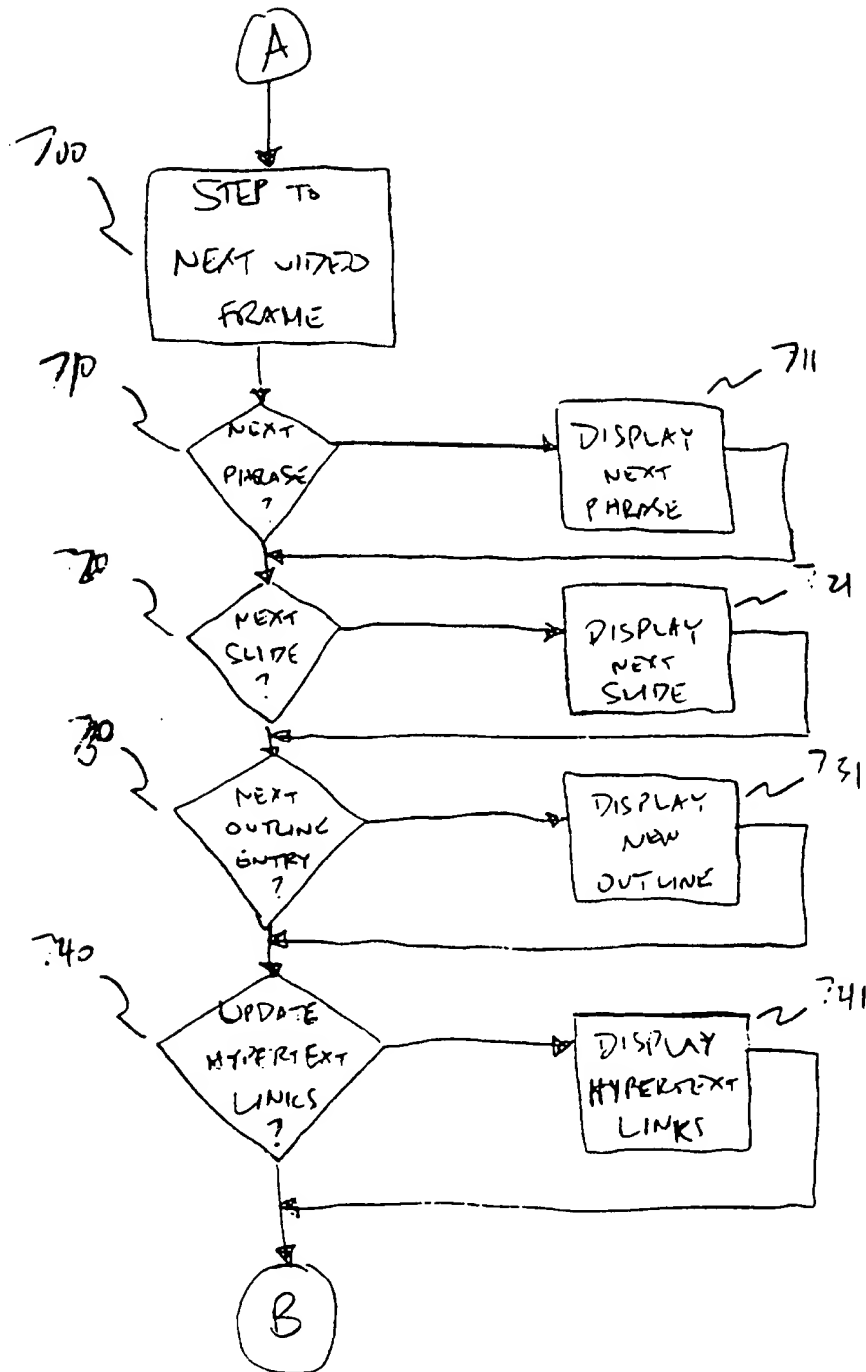 A
700
STEP TO
NEXT VIDEO
FRAME
710
NEXT
PHRASE
?
711
DISPLAY
NEXT
PHRASE
720
NEXT
SLIDE
?
721
DISPLAY
NEXT
SLIDE
730
NEXT
OUTLINE
ENTRY
?
731
DISPLAY
NEW
OUTLINE
740
UPDATE
HYPERTEXT
LINKS
?
741
DISPLAY
HYPERTEXT
LINKS
B